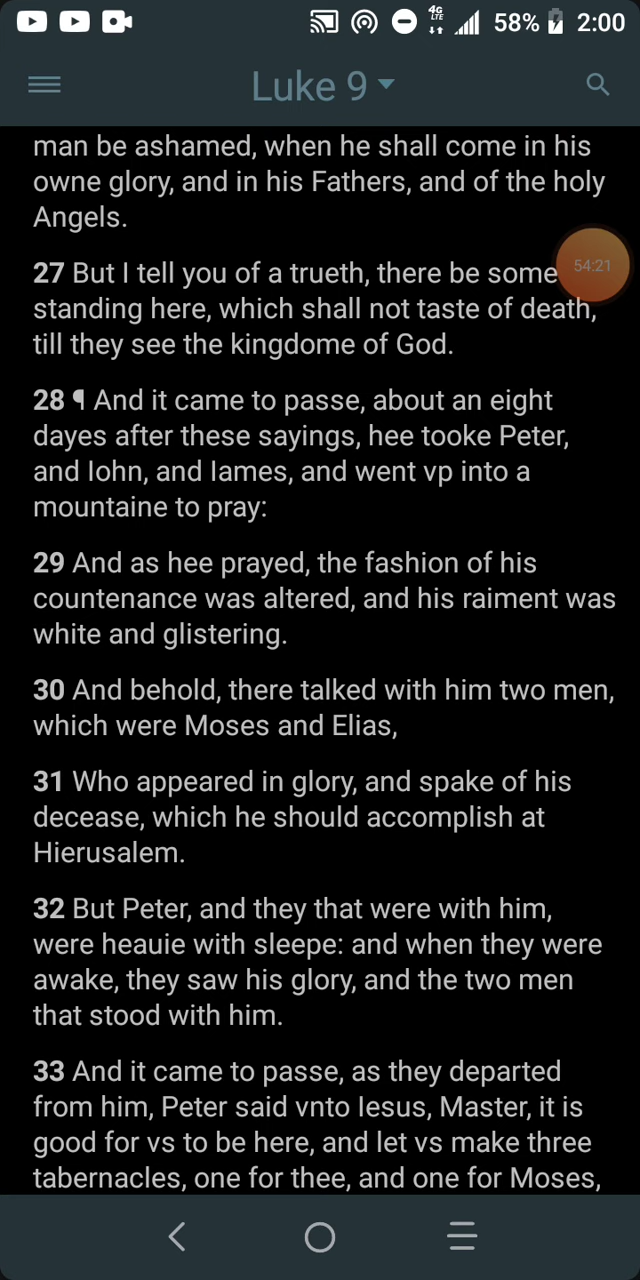 4G
LTE
58%
2:00
Luke 9
man be ashamed, when he shall come in his
owne glory, and in his Fathers, and of the holy
Angels.
54:21
27 But I tell you of a trueth, there be some
standing here, which shall not taste of death,
till they see the kingdome of God.
28 ¶ And it came to passe, about an eight
dayes after these sayings, hee tooke Peter,
and Iohn, and Iames, and went vp into a
mountaine to pray:
29 And as hee prayed, the fashion of his
countenance was altered, and his raiment was
white and glistering.
30 And behold, there talked with him two men,
which were Moses and Elias,
31 Who appeared in glory, and spake of his
decease, which he should accomplish at
Hierusalem.
32 But Peter, and they that were with him,
were heauie with sleepe: and when they were
awake, they saw his glory, and the two men
that stood with him.
33 And it came to passe, as they departed
from him, Peter said vnto Iesus, Master, it is
good for vs to be here, and let vs make three
tabernacles, one for thee, and one for Moses,